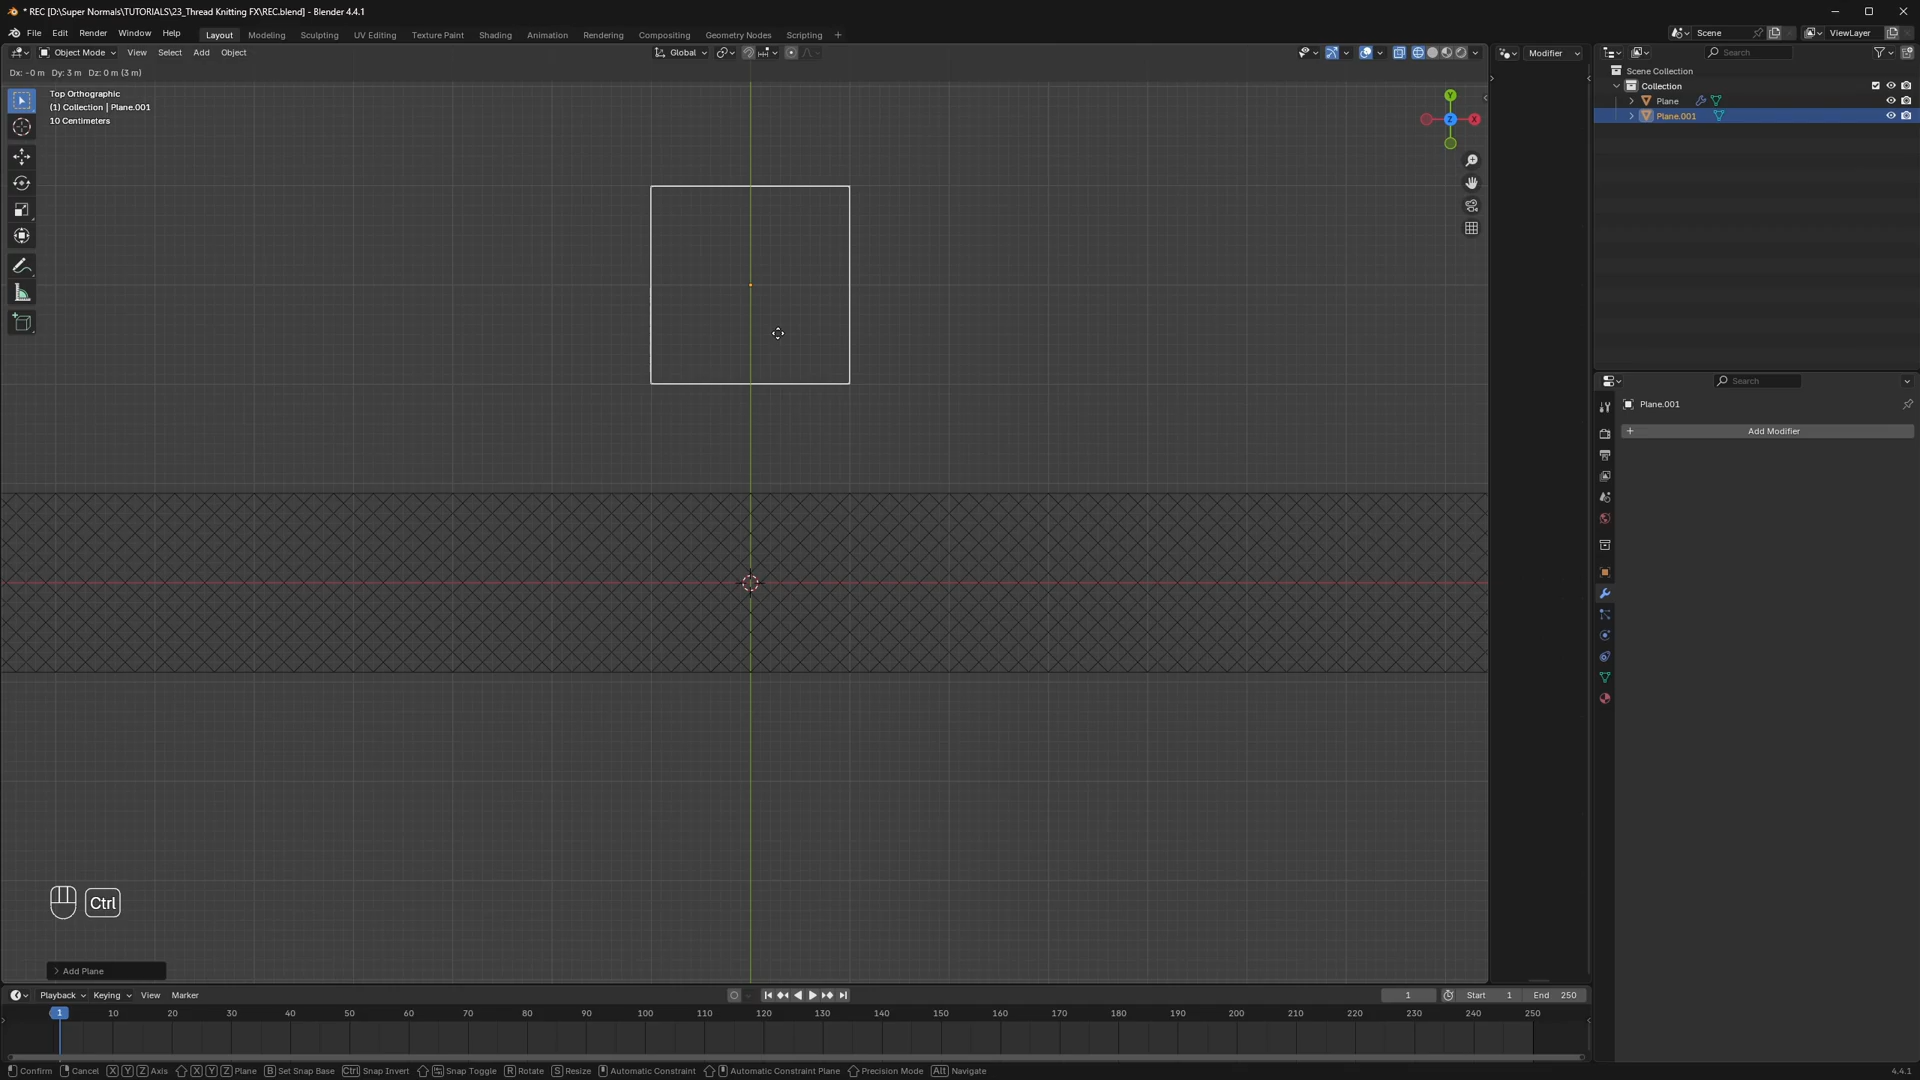 * REC [D:\Super Normals\TUTORIALS\23_Thread Knitting FX\REC.blend] - Blender 4.4.1
File Edit Render Window Help Layout Modeling Sculpting UV Editing Texture Paint Shading Animation Rendering Compositing Geometry Nodes Scripting + Scene ViewLayer
Object Mode View Select Add Object Global Modifier Search
Dx: -0 m Dy: 3 m Dz: 0 m (3 m)
Top Orthographic
(1) Collection | Plane.001
10 Centimeters
Y
X
Z
Scene Collection
Collection
Plane
Plane.001
Search
Plane.001
+ Add Modifier
Ctrl
Add Plane
Playback Keying View Marker 1 Start 1 End 250
1 10 20 30 40 50 60 70 80 90 100 110 120 130 140 150 160 170 180 190 200 210 220 230 240 250
Confirm Cancel X Y Z Axis X Y Z Plane B Set Snap Base Ctrl Snap Invert Snap Toggle R Rotate S Resize Automatic Constraint Automatic Constraint Plane Precision Mode Alt Navigate 4.4.1